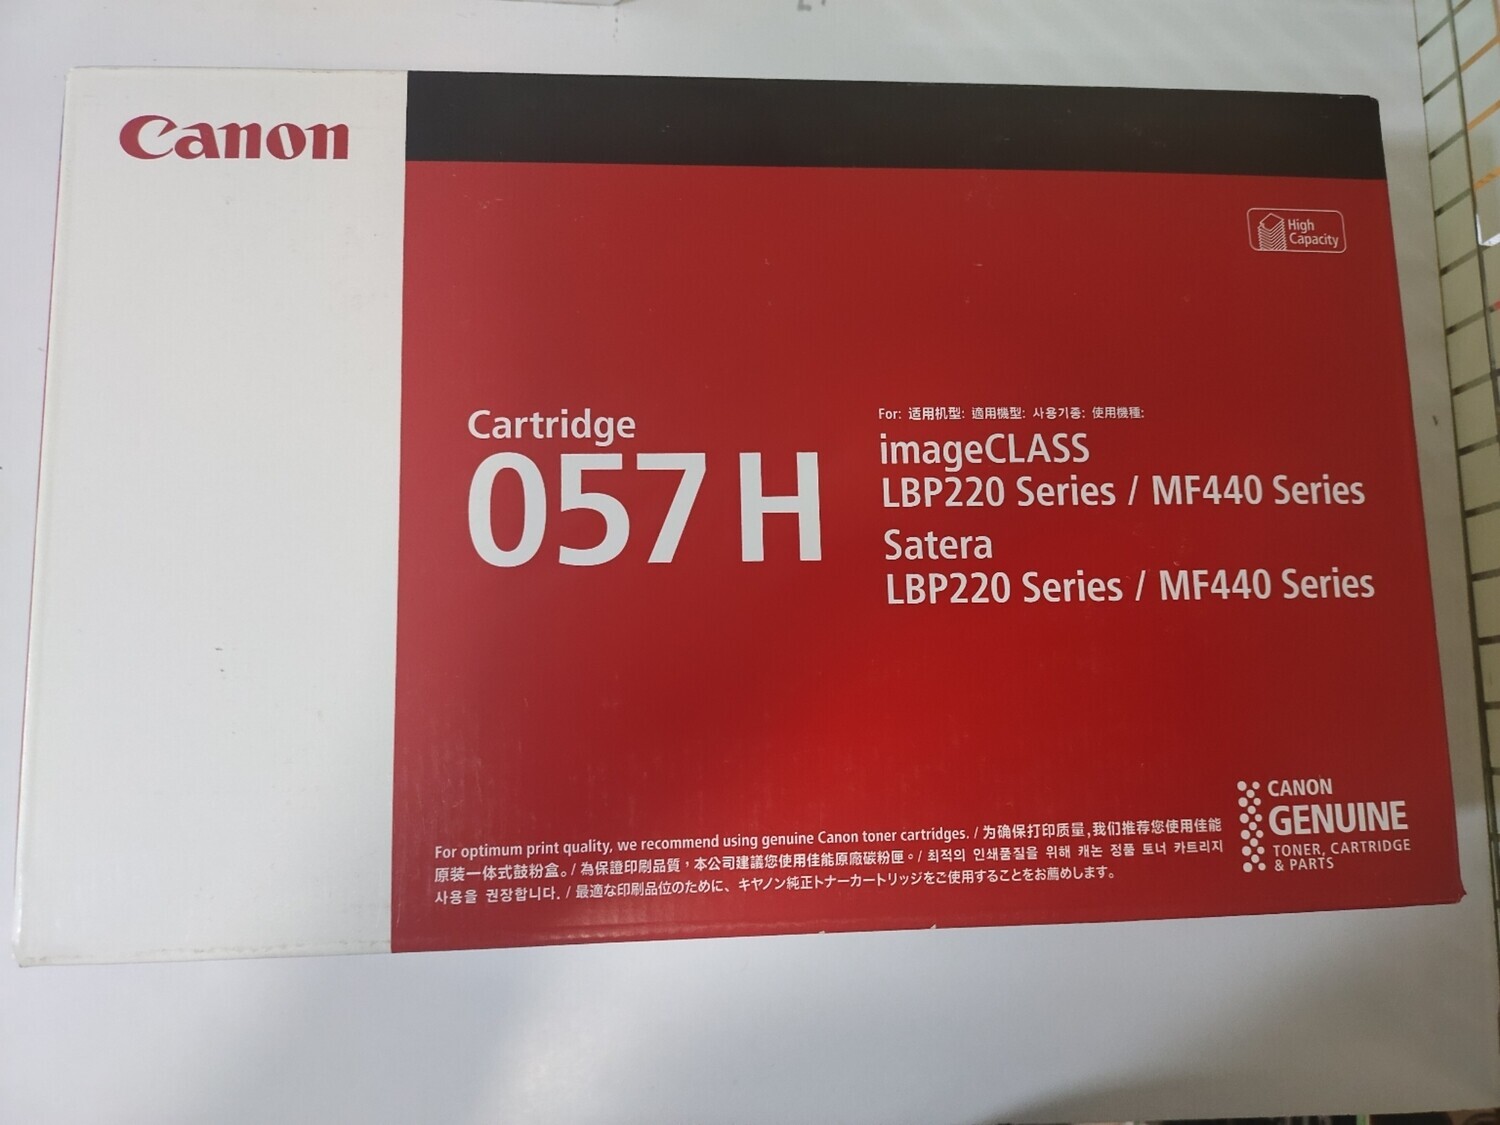 Canon
High
Capacity
Cartridge
057 H
For: 适用机型: 適用機型: 사용기종: 使用機種:
imageCLASS
LBP220 Series / MF440 Series
Satera
LBP220 Series / MF440 Series
For optimum print quality, we recommend using genuine Canon toner cartridges. / 为确保打印质量,我们推荐您使用佳能
原装一体式鼓粉盒。/ 為保證印刷品質，本公司建議您使用佳能原廠碳粉匣。/ 최적의 인쇄품질을 위해 캐논 정품 토너 카트리지
사용을 권장합니다. / 最適な印刷品位のために、キヤノン純正トナーカートリッジをご使用することをお薦めします。
CANON
GENUINE
TONER, CARTRIDGE
& PARTS